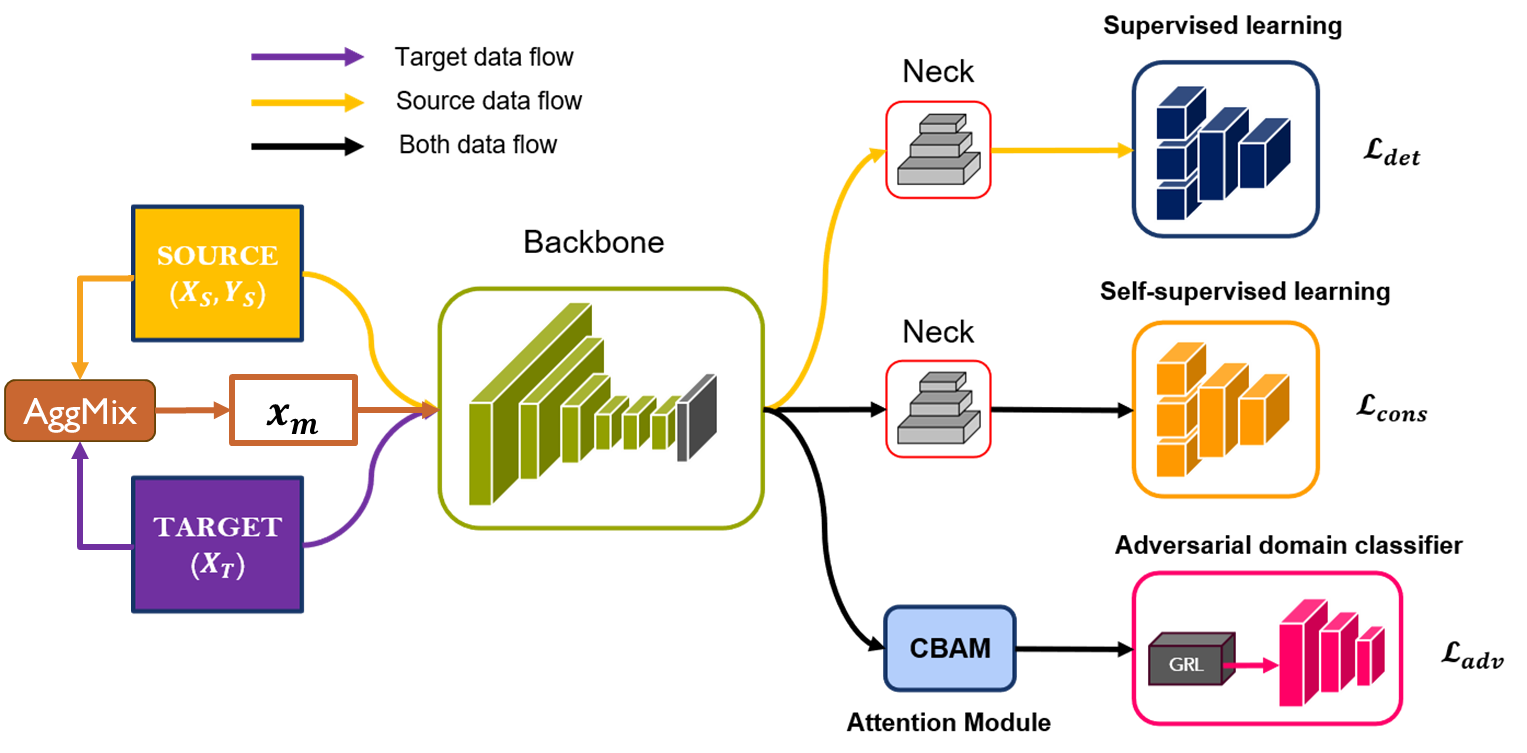 Target data flow
Source data flow
Both data flow
SOURCE
(X_S, Y_S)
AggMix
x_m
TARGET
(X_T)
Backbone
Neck
Supervised learning
ℒ_det
Neck
Self-supervised learning
ℒ_cons
CBAM
Attention Module
Adversarial domain classifier
GRL
ℒ_adv